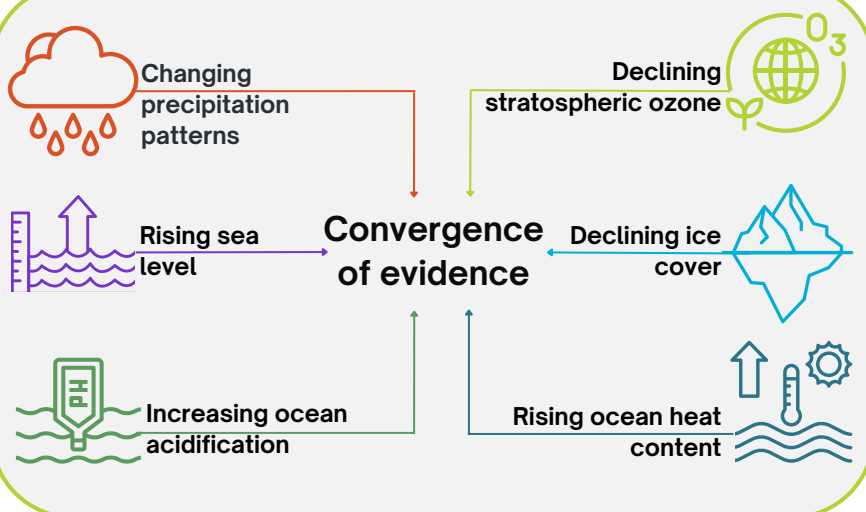 Changing
precipitation
patterns
Declining
stratospheric ozone
O3
Rising sea
level
Convergence
of evidence
Declining ice
cover
PH
Increasing ocean
acidification
Rising ocean heat
content